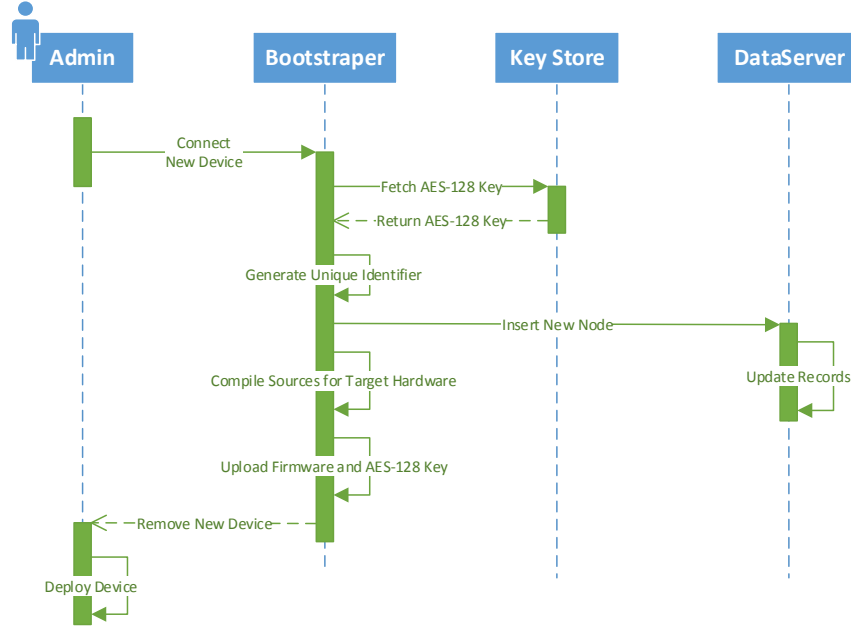 Admin
Bootstraper
Key Store
DataServer
Connect
New Device
Fetch AES-128 Key
Return AES-128 Key
Generate Unique Identifier
Insert New Node
Compile Sources for Target Hardware
Update Records
Upload Firmware and AES-128 Key
Remove New Device
Deploy Device